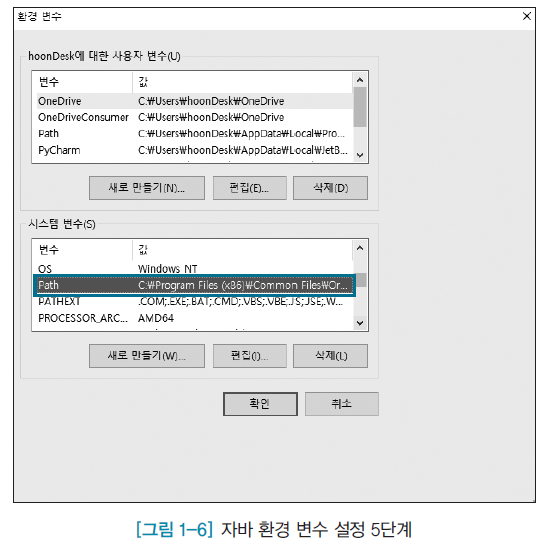 환경 변수
hoonDesk에 대한 사용자 변수(U)
변수 값
OneDrive C:₩Users₩hoonDesk₩OneDrive
OneDriveConsumer C:₩Users₩hoonDesk₩OneDrive
Path C:₩Users₩hoonDesk₩AppData₩Local₩Pro...
PyCharm C:₩Users₩hoonDesk₩AppData₩Local₩JetB...
새로 만들기(N)... 편집(E)... 삭제(D)
시스템 변수(S)
변수 값
OS Windows_NT
Path C:₩Program Files (x86)₩Common Files₩Or...
PATHEXT .COM;.EXE;.BAT;.CMD;.VBS;.VBE;.JS;.JSE;.W...
PROCESSOR_ARC... AMD64
새로 만들기(W)... 편집(I)... 삭제(L)
확인 취소
[그림 1-6] 자바 환경 변수 설정 5단계